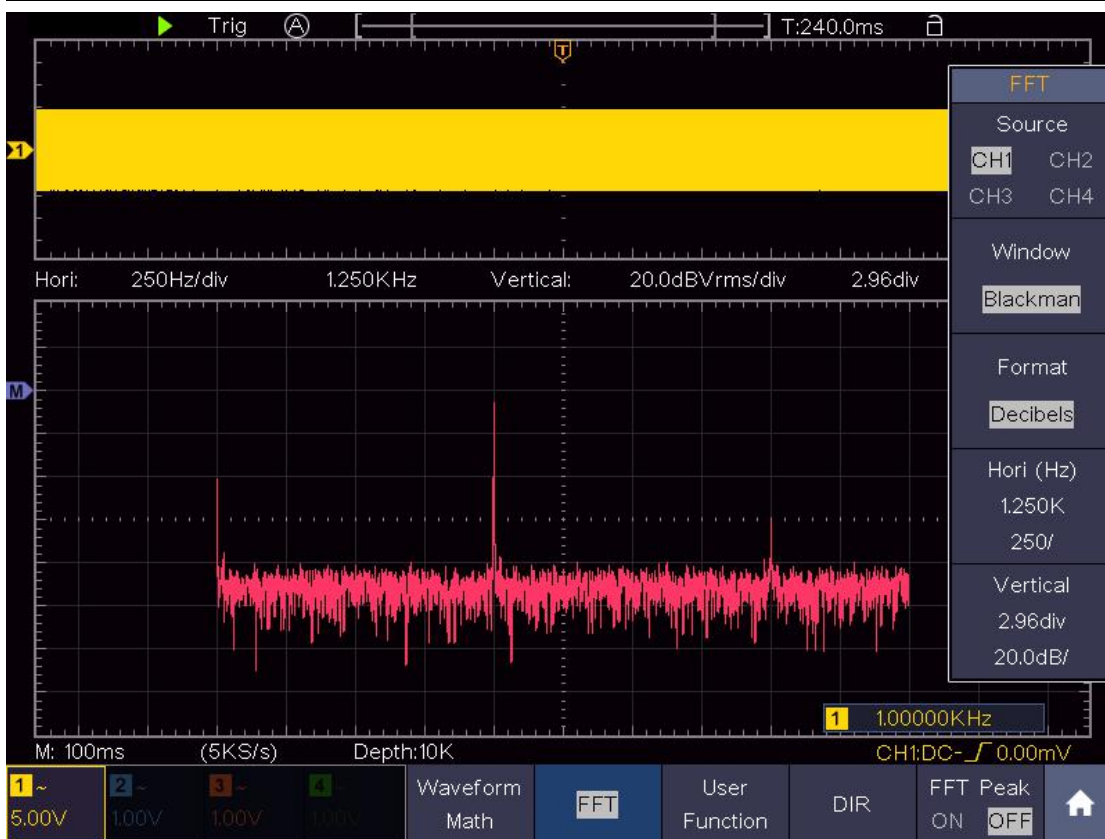 Trig A T:240.0ms
T
1
FFT
Source
CH1 CH2
CH3 CH4
Window
Blackman
Format
Decibels
Hori (Hz)
1.250K
250/
Vertical
2.96div
20.0dB/
Hori: 250Hz/div 1.250KHz Vertical: 20.0dBVrms/div 2.96div
M
1 1.00000KHz
M: 100ms (5KS/s) Depth:10K CH1:DC- 0.00mV
1 ~ 2 ~ 3 ~ 4 ~
5.00V 1.00V 1.00V 1.00V
Waveform
Math
FFT
User
Function
DIR
FFT Peak
ON OFF